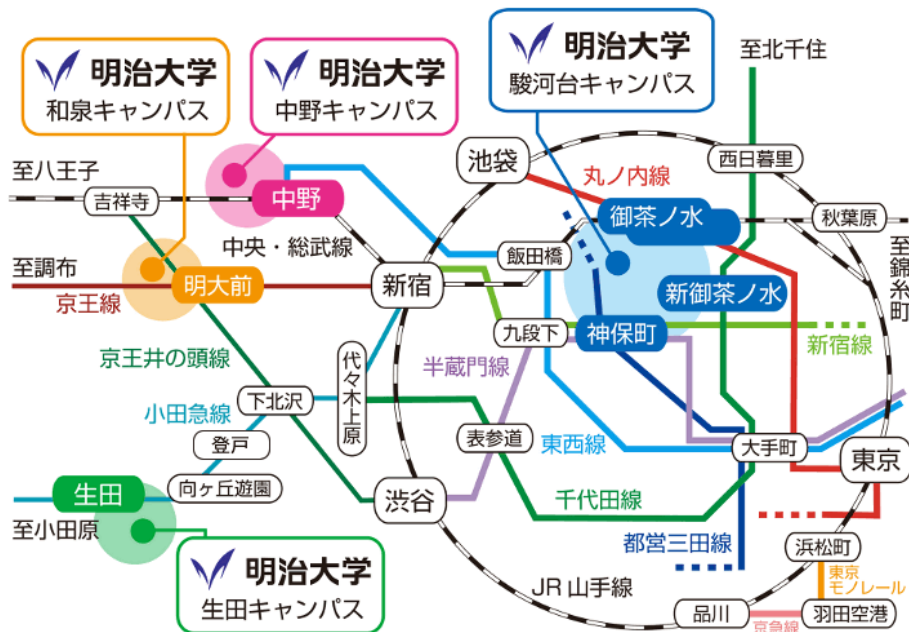 明治大学
和泉キャンパス
明治大学
中野キャンパス
明治大学
駿河台キャンパス
至北千住
池袋
西日暮里
丸ノ内線
至八王子
吉祥寺
中野
御茶ノ水
秋葉原
中央・総武線
飯田橋
至錦糸町
至調布
明大前
新宿
新御茶ノ水
京王線
九段下
神保町
新宿線
京王井の頭線
代々木上原
半蔵門線
小田急線
下北沢
登戸
表参道
東西線
大手町
東京
向ヶ丘遊園
生田
渋谷
千代田線
至小田原
都営三田線
浜松町
明治大学
生田キャンパス
JR山手線
東京
モノレール
品川
羽田空港
京急線